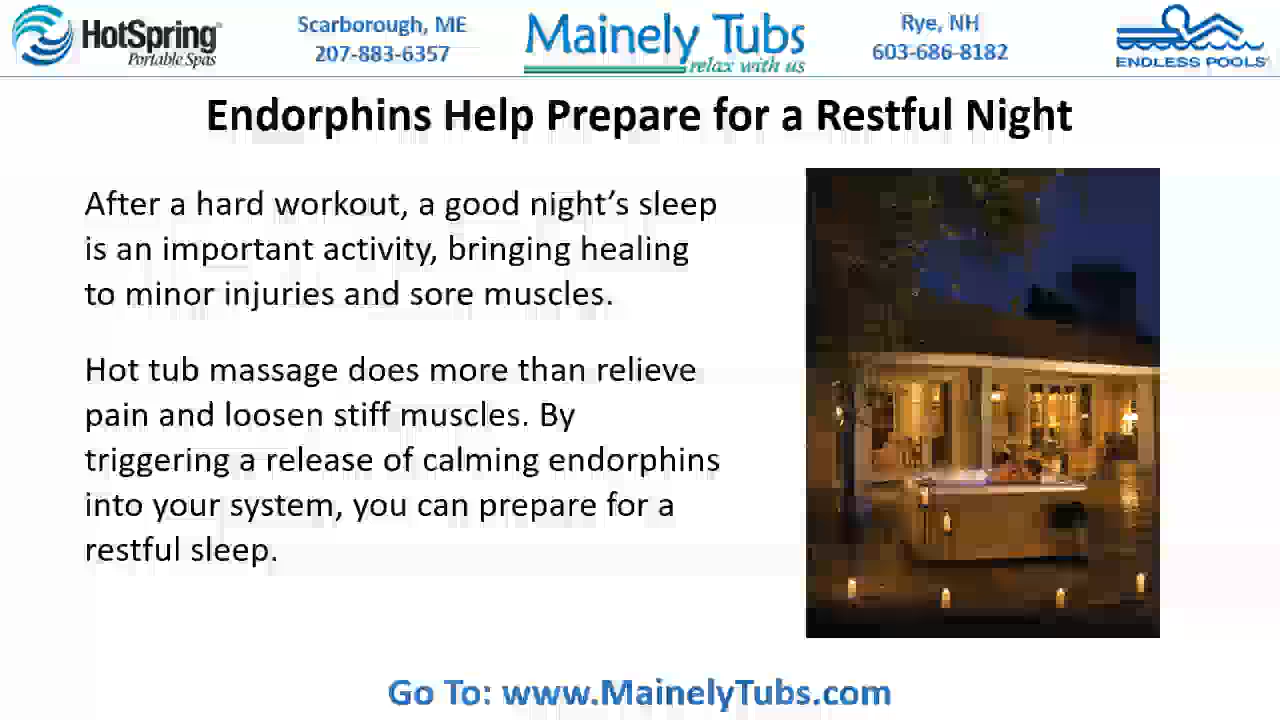 HotSpring
Portable Spas
Scarborough, ME
207-883-6357
Mainely Tubs
relax with us
Rye, NH
603-686-8182
ENDLESS POOLS
Endorphins Help Prepare for a Restful Night
After a hard workout, a good night’s sleep
is an important activity, bringing healing
to minor injuries and sore muscles.
Hot tub massage does more than relieve
pain and loosen stiff muscles. By
triggering a release of calming endorphins
into your system, you can prepare for a
restful sleep.
Go To: www.MainelyTubs.com